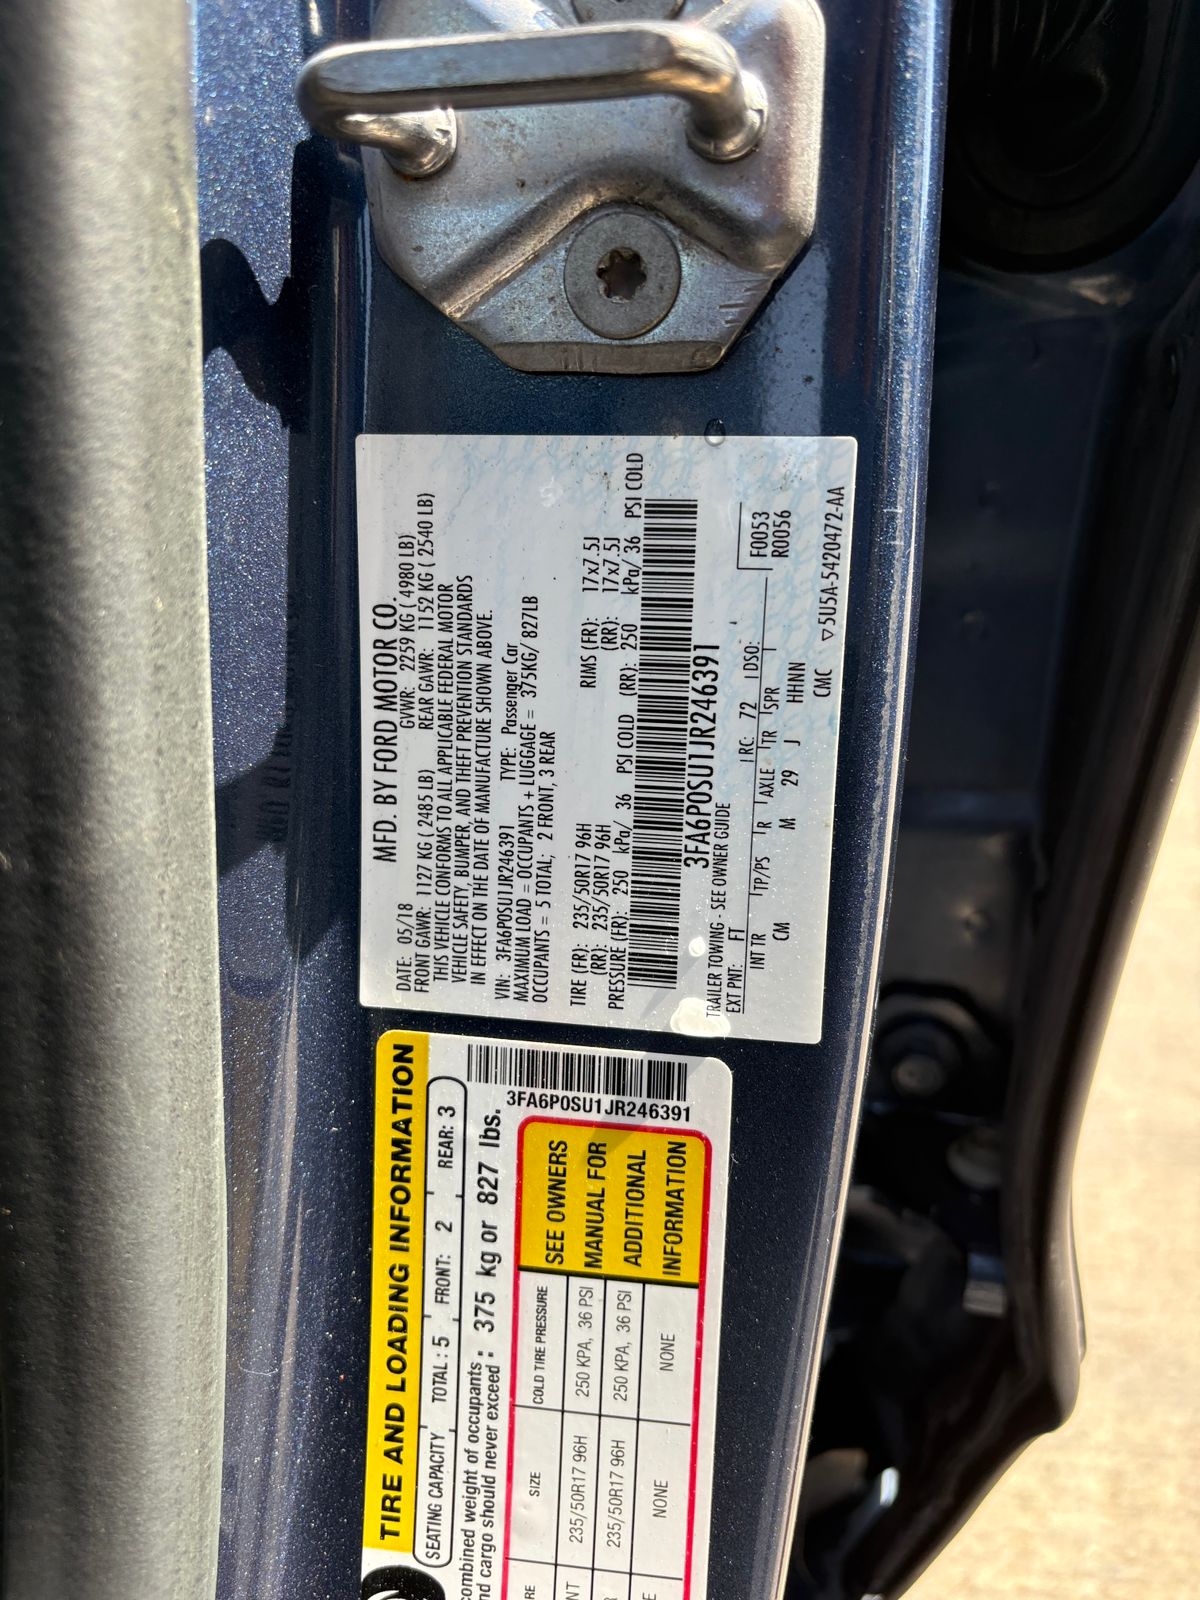 MFD. BY FORD MOTOR CO.
DATE: 05/18 GVWR: 2259 KG ( 4980 LB)
FRONT GAWR: 1127 KG ( 2485 LB) REAR GAWR: 1152 KG ( 2540 LB)
THIS VEHICLE CONFORMS TO ALL APPLICABLE FEDERAL MOTOR
VEHICLE SAFETY, BUMPER, AND THEFT PREVENTION STANDARDS
IN EFFECT ON THE DATE OF MANUFACTURE SHOWN ABOVE.
VIN: 3FA6P0SU1JR246391 TYPE: Passenger Car
MAXIMUM LOAD = OCCUPANTS + LUGGAGE = 375KG/ 827LB
OCCUPANTS = 5 TOTAL; 2 FRONT, 3 REAR
TIRE (FR): 235/50R17 96H RIMS (FR): 17x7.5J
(RR): 235/50R17 96H (RR): 17x7.5J
PRESSURE (FR): 250 kPa/ 36 PSI COLD (RR): 250 kPa/ 36 PSI COLD
3FA6P0SU1JR246391
TRAILER TOWING - SEE OWNER GUIDE
EXT PNT: FT RC: 72 DSO: F0053
R0056
INT TR TP/PS R AXLE TR SPR
CM M 29 J HHNN
CMC ▽5U5A-5420472-AA
TIRE AND LOADING INFORMATION
SEATING CAPACITY TOTAL : 5 FRONT: 2 REAR: 3
combined weight of occupants
nd cargo should never exceed : 375 kg or 827 lbs.
3FA6P0SU1JR246391
RE SIZE COLD TIRE PRESSURE
NT 235/50R17 96H 250 KPA, 36 PSI
R 235/50R17 96H 250 KPA, 36 PSI
E NONE NONE
SEE OWNERS
MANUAL FOR
ADDITIONAL
INFORMATION